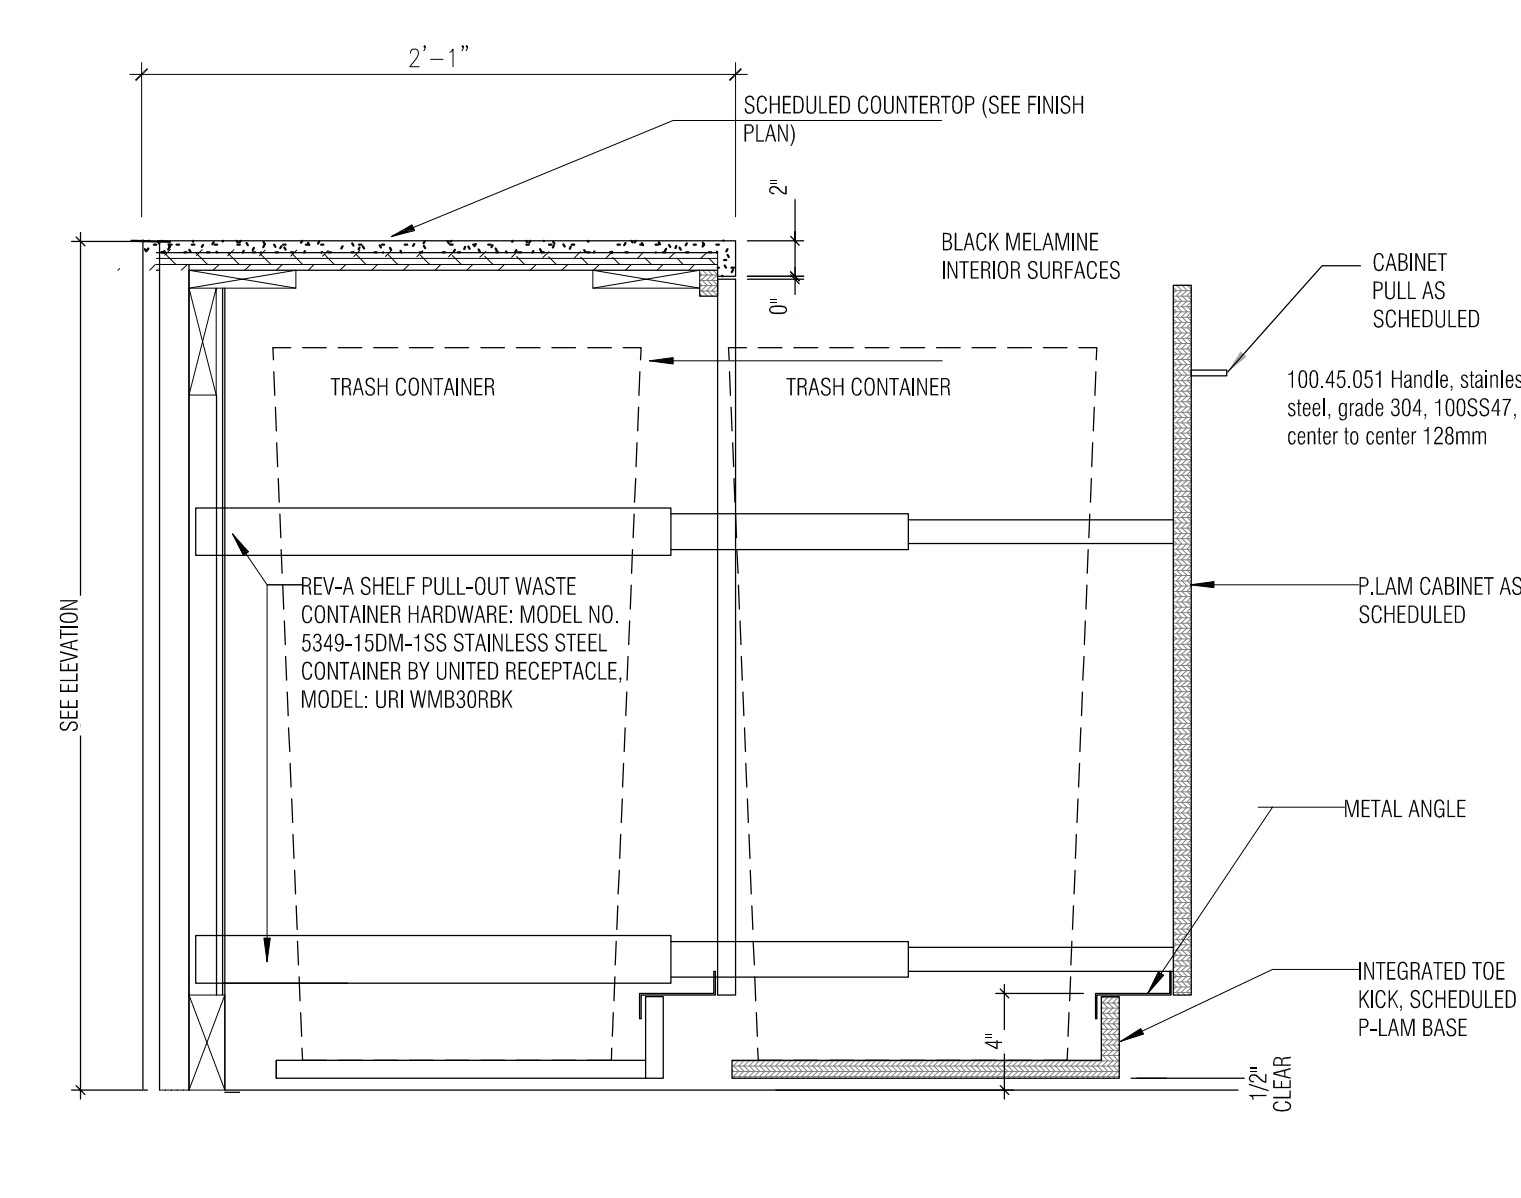 2'-1"
SCHEDULED COUNTERTOP (SEE FINISH
PLAN)
2"
0"
BLACK MELAMINE
INTERIOR SURFACES
CABINET
PULL AS
SCHEDULED
TRASH CONTAINER
TRASH CONTAINER
100.45.051 Handle, stainles
steel, grade 304, 100SS47,
center to center 128mm
REV-A SHELF PULL-OUT WASTE
CONTAINER HARDWARE: MODEL NO.
5349-15DM-1SS STAINLESS STEEL
CONTAINER BY UNITED RECEPTACLE,
MODEL: URI WMB30RBK
P.LAM CABINET AS
SCHEDULED
SEE ELEVATION
METAL ANGLE
INTEGRATED TOE
KICK, SCHEDULED
P-LAM BASE
4"
1/2"
CLEAR